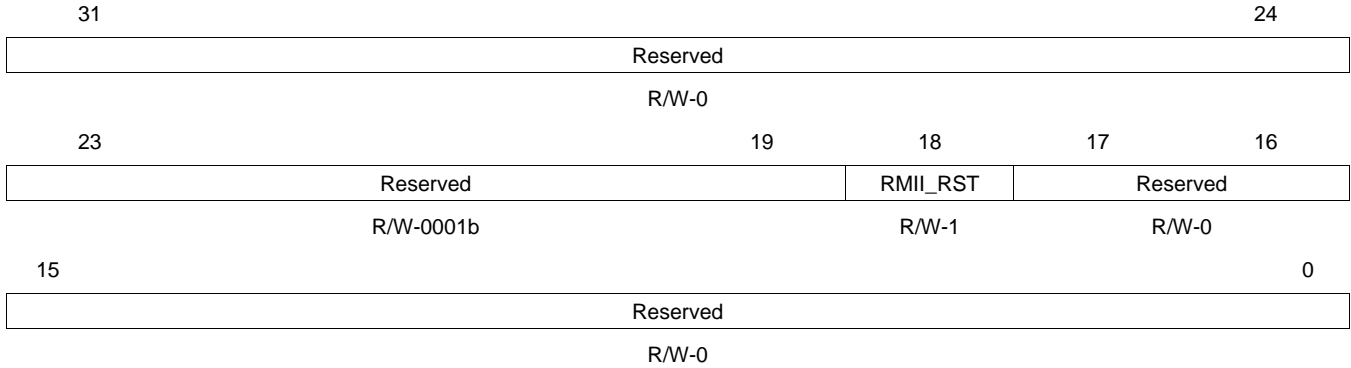 31 24
Reserved
R/W-0
23 19 18 17 16
Reserved RMII_RST Reserved
R/W-0001b R/W-1 R/W-0
15 0
Reserved
R/W-0